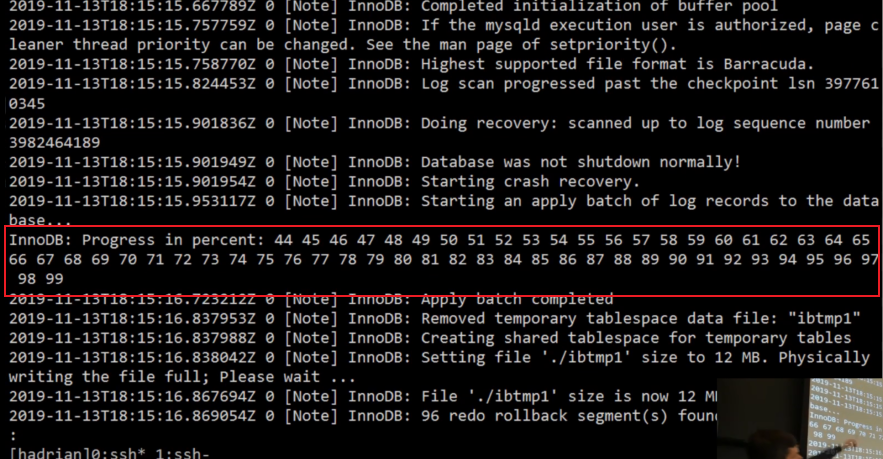 2019-11-13T18:15:15.667789Z 0 [Note] InnoDB: Completed initialization of buffer pool
2019-11-13T18:15:15.757759Z 0 [Note] InnoDB: If the mysqld execution user is authorized, page c
leaner thread priority can be changed. See the man page of setpriority().
2019-11-13T18:15:15.758770Z 0 [Note] InnoDB: Highest supported file format is Barracuda.
2019-11-13T18:15:15.824453Z 0 [Note] InnoDB: Log scan progressed past the checkpoint lsn 397761
0345
2019-11-13T18:15:15.901836Z 0 [Note] InnoDB: Doing recovery: scanned up to log sequence number
3982464189
2019-11-13T18:15:15.901949Z 0 [Note] InnoDB: Database was not shutdown normally!
2019-11-13T18:15:15.901954Z 0 [Note] InnoDB: Starting crash recovery.
2019-11-13T18:15:15.953117Z 0 [Note] InnoDB: Starting an apply batch of log records to the data
base...
InnoDB: Progress in percent: 44 45 46 47 48 49 50 51 52 53 54 55 56 57 58 59 60 61 62 63 64 65
66 67 68 69 70 71 72 73 74 75 76 77 78 79 80 81 82 83 84 85 86 87 88 89 90 91 92 93 94 95 96 97
98 99
2019-11-13T18:15:16.723212Z 0 [Note] InnoDB: Apply batch completed
2019-11-13T18:15:16.837953Z 0 [Note] InnoDB: Removed temporary tablespace data file: "ibtmp1"
2019-11-13T18:15:16.837988Z 0 [Note] InnoDB: Creating shared tablespace for temporary tables
2019-11-13T18:15:16.838042Z 0 [Note] InnoDB: Setting file './ibtmp1' size to 12 MB. Physically
writing the file full; Please wait ...
2019-11-13T18:15:16.867694Z 0 [Note] InnoDB: File './ibtmp1' size is now 12
2019-11-13T18:15:16.869054Z 0 [Note] InnoDB: 96 redo rollback segment(s)
:
[hadrian]0:ssh* 1:ssh-